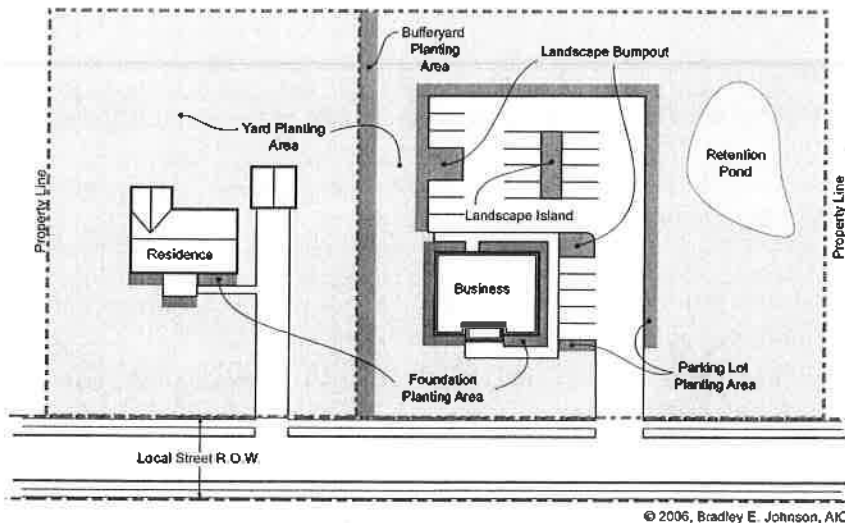 Bufferyard
Planting
Area
Landscape Bumpout
Yard Planting
Area
Retention
Pond
Property Line
Property Line
Landscape Island
Residence
Business
Foundation
Planting Area
Parking Lot
Planting Area
Local Street R.O.W.
© 2006, Bradley E. Johnson,